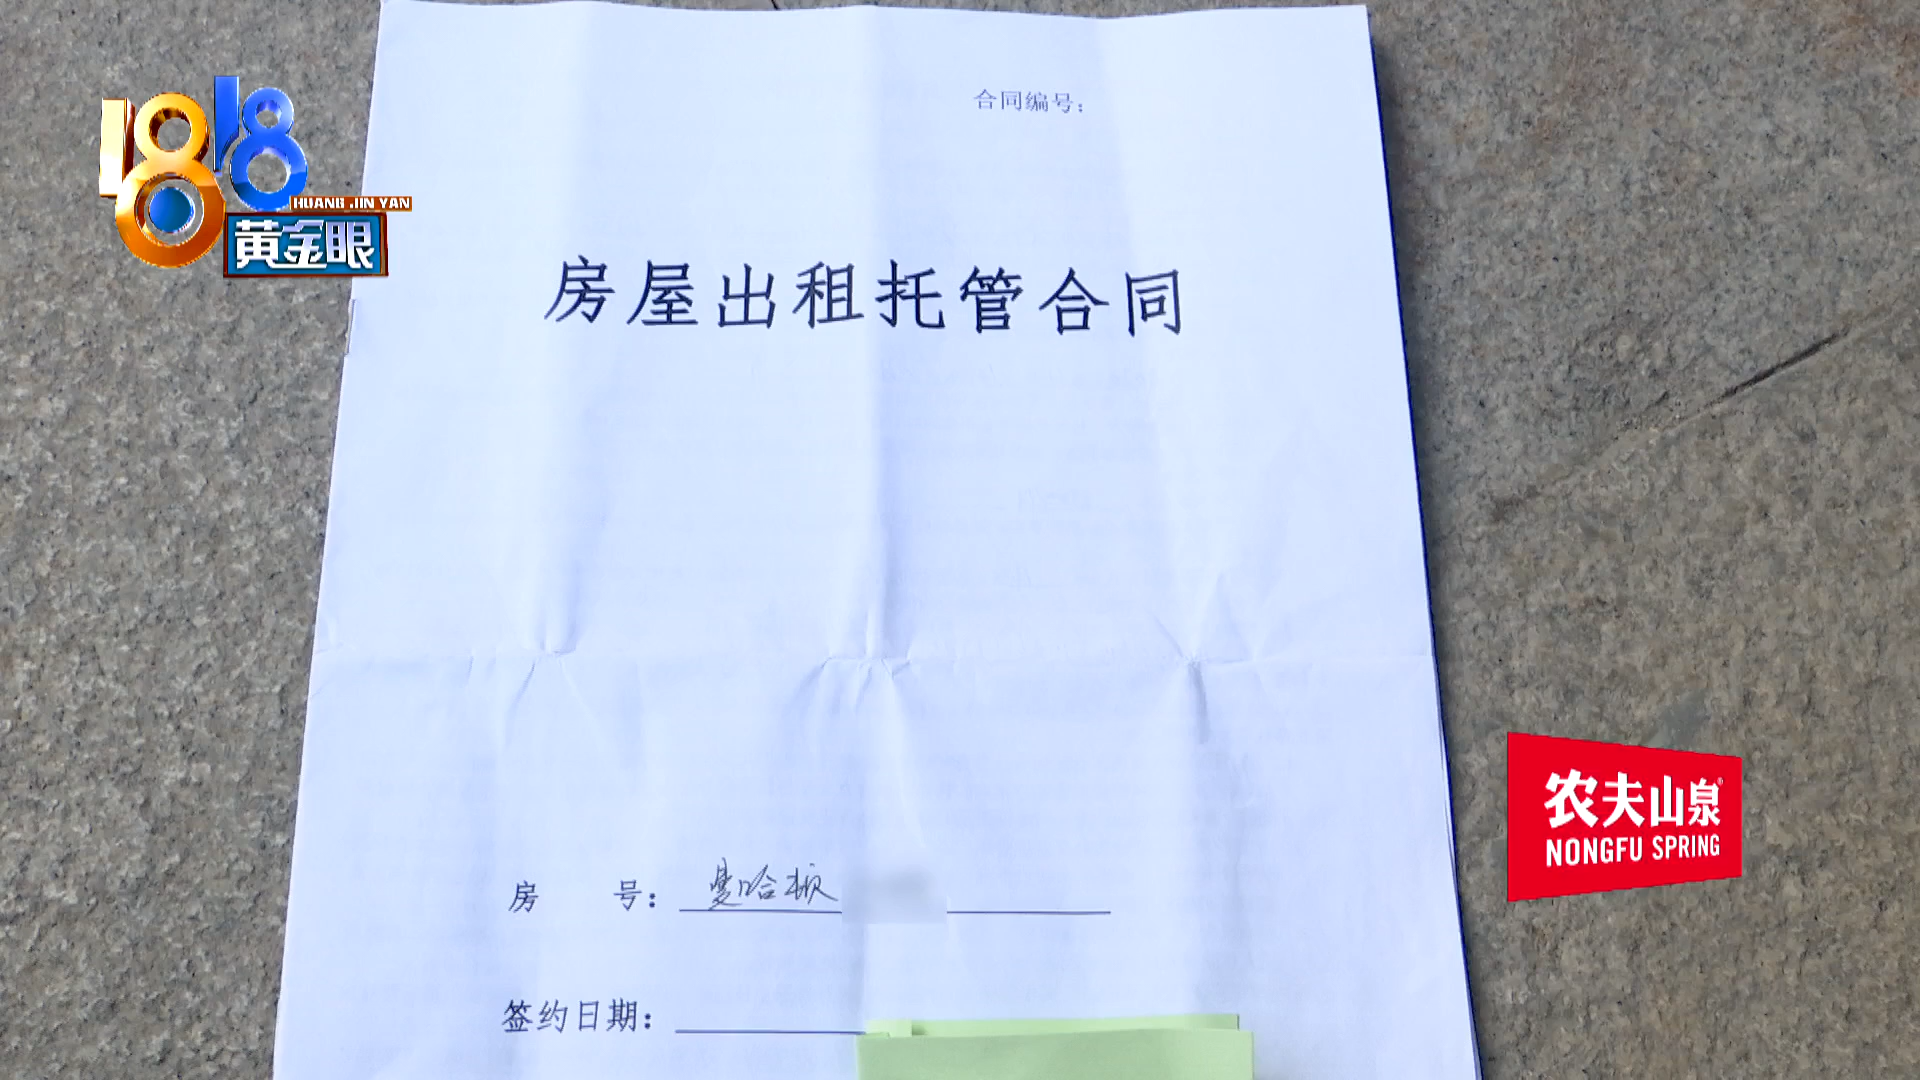 合同编号：
1818
HUANG JIN YAN
黄金眼
房屋出租托管合同
农夫山泉®
NONGFU SPRING
房 号：曼哈顿
签约日期：